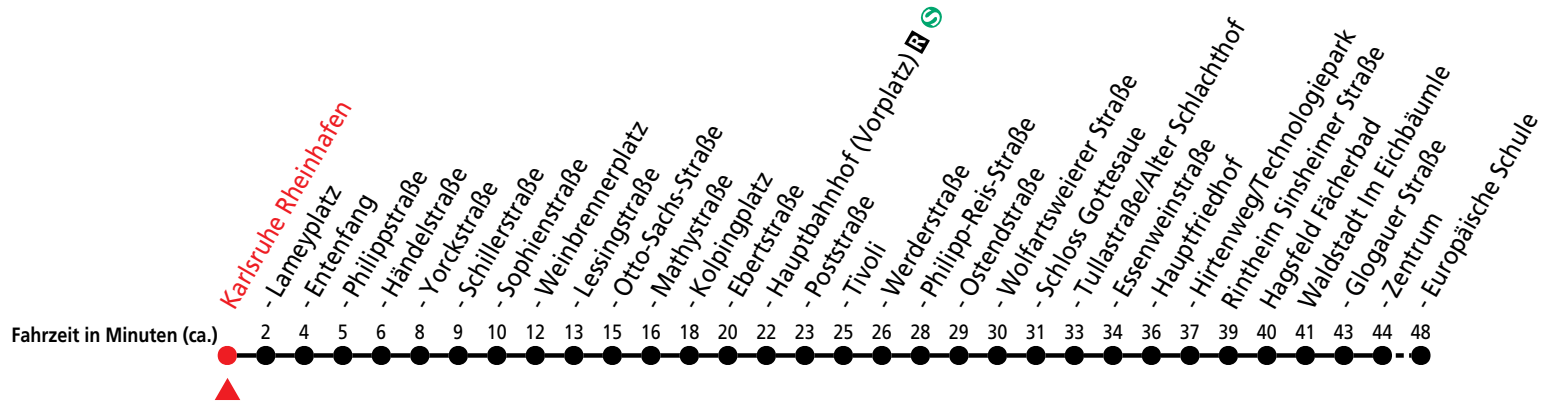 Karlsruhe Rheinhafen
- Lameyplatz
- Entenfang
- Philippstraße
- Händelstraße
- Yorckstraße
- Schillerstraße
- Sophienstraße
- Weinbrennerplatz
- Lessingstraße
- Otto-Sachs-Straße
- Mathystraße
- Kolpingplatz
- Ebertstraße
- Hauptbahnhof (Vorplatz) R S
- Poststraße
- Tivoli
- Werderstraße
- Philipp-Reis-Straße
- Ostendstraße
- Wolfartsweierer Straße
- Schloss Gottesaue
- Tullastraße/Alter Schlachthof
- Essenweinstraße
- Hauptfriedhof
- Hirtenweg/Technologiepark
Rintheim Sinsheimer Straße
Hagsfeld Fächerbad
Waldstadt Im Eichbäumle
- Glogauer Straße
- Zentrum
- Europäische Schule
Fahrzeit in Minuten (ca.) 2 4 5 6 8 9 10 12 13 15 16 18 20 22 23 25 26 28 29 30 31 33 34 36 37 39 40 41 43 44 48